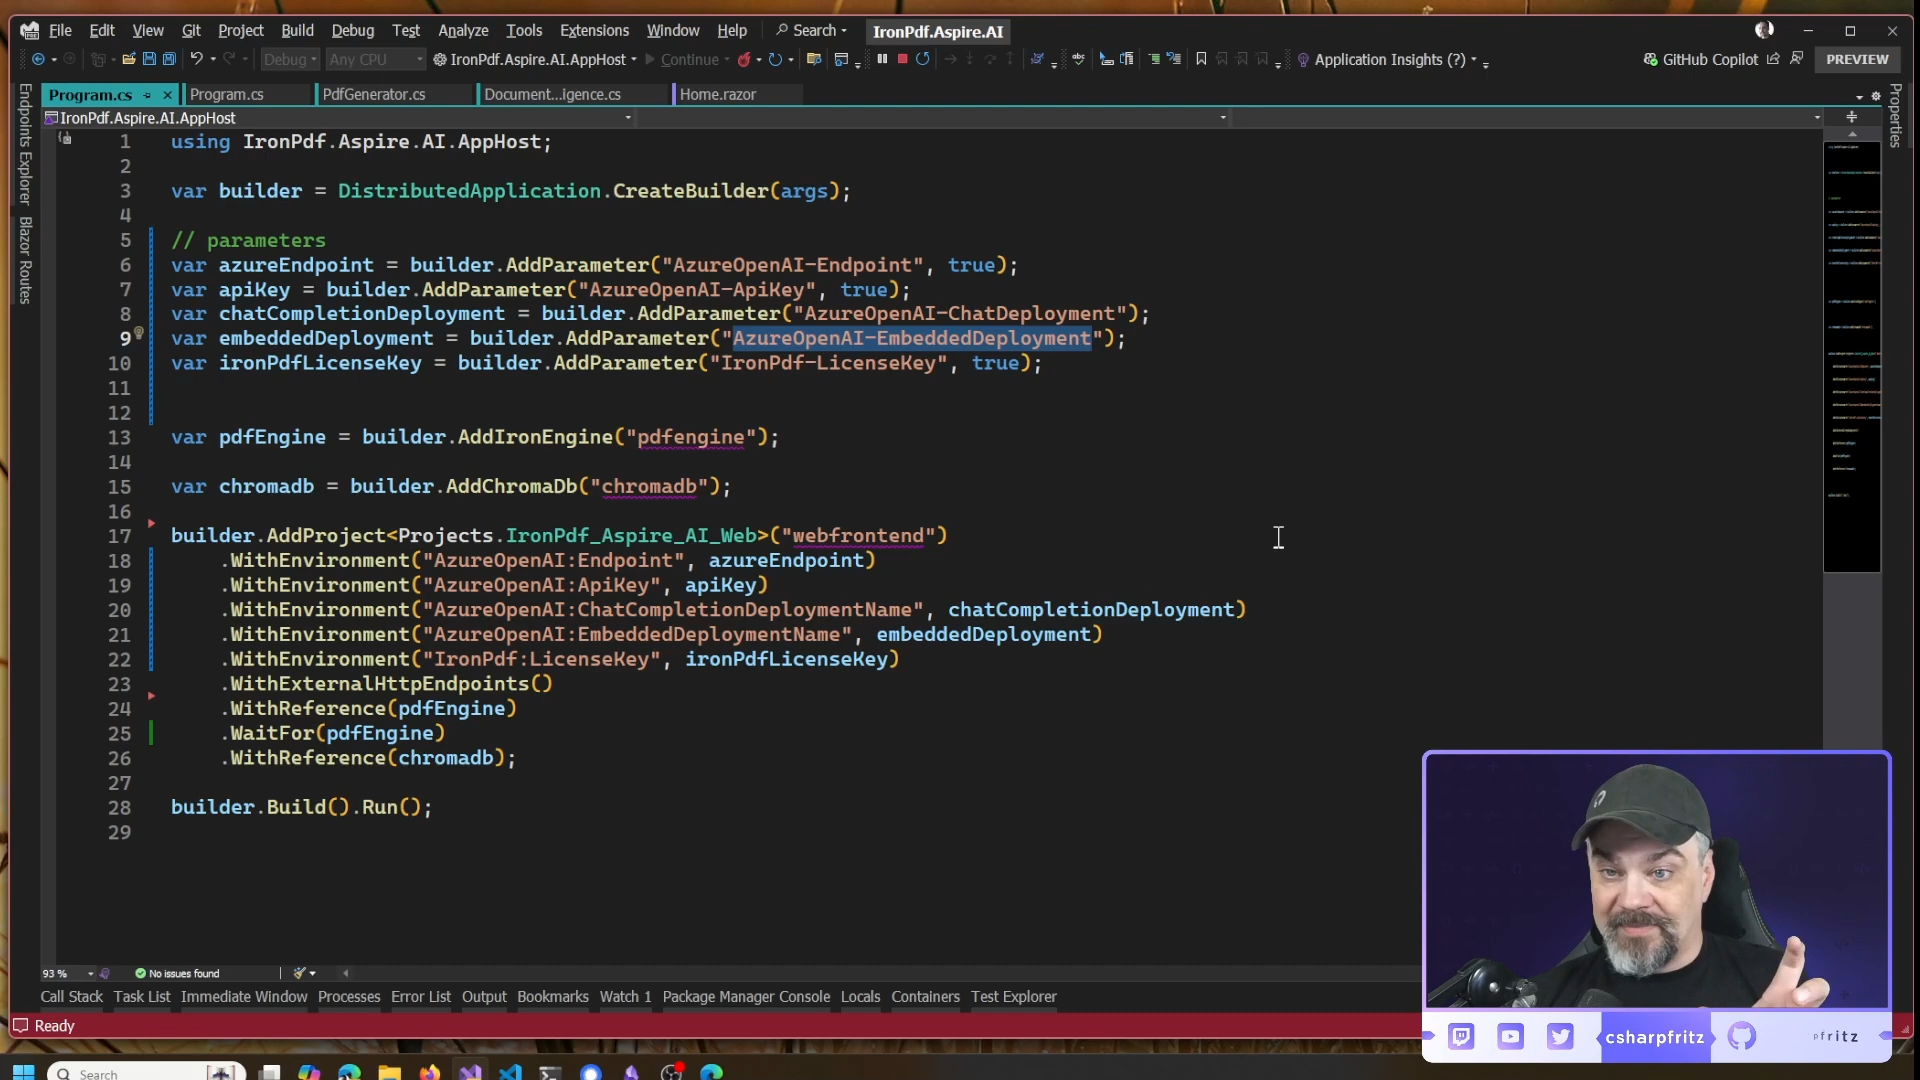 File Edit View Git Project Build Debug Test Analyze Tools Extensions Window Help Search IronPdf.Aspire.AI
Debug Any CPU IronPdf.Aspire.AI.AppHost Continue Application Insights (?) GitHub Copilot PREVIEW
Program.cs Program.cs PdfGenerator.cs Document...igence.cs Home.razor
IronPdf.Aspire.AI.AppHost
Endpoints Explorer
Blazor Routes
Properties
1 using IronPdf.Aspire.AI.AppHost;
2
3 var builder = DistributedApplication.CreateBuilder(args);
4
5 // parameters
6 var azureEndpoint = builder.AddParameter("AzureOpenAI-Endpoint", true);
7 var apiKey = builder.AddParameter("AzureOpenAI-ApiKey", true);
8 var chatCompletionDeployment = builder.AddParameter("AzureOpenAI-ChatDeployment");
9 var embeddedDeployment = builder.AddParameter("AzureOpenAI-EmbeddedDeployment");
10 var ironPdfLicenseKey = builder.AddParameter("IronPdf-LicenseKey", true);
11
12
13 var pdfEngine = builder.AddIronEngine("pdfengine");
14
15 var chromadb = builder.AddChromaDb("chromadb");
16
17 builder.AddProject<Projects.IronPdf_Aspire_AI_Web>("webfrontend")
18 .WithEnvironment("AzureOpenAI:Endpoint", azureEndpoint)
19 .WithEnvironment("AzureOpenAI:ApiKey", apiKey)
20 .WithEnvironment("AzureOpenAI:ChatCompletionDeploymentName", chatCompletionDeployment)
21 .WithEnvironment("AzureOpenAI:EmbeddedDeploymentName", embeddedDeployment)
22 .WithEnvironment("IronPdf:LicenseKey", ironPdfLicenseKey)
23 .WithExternalHttpEndpoints()
24 .WithReference(pdfEngine)
25 .WaitFor(pdfEngine)
26 .WithReference(chromadb);
27
28 builder.Build().Run();
29
93 % No issues found
Call Stack Task List Immediate Window Processes Error List Output Bookmarks Watch 1 Package Manager Console Locals Containers Test Explorer
Ready
csharpfritz
Search